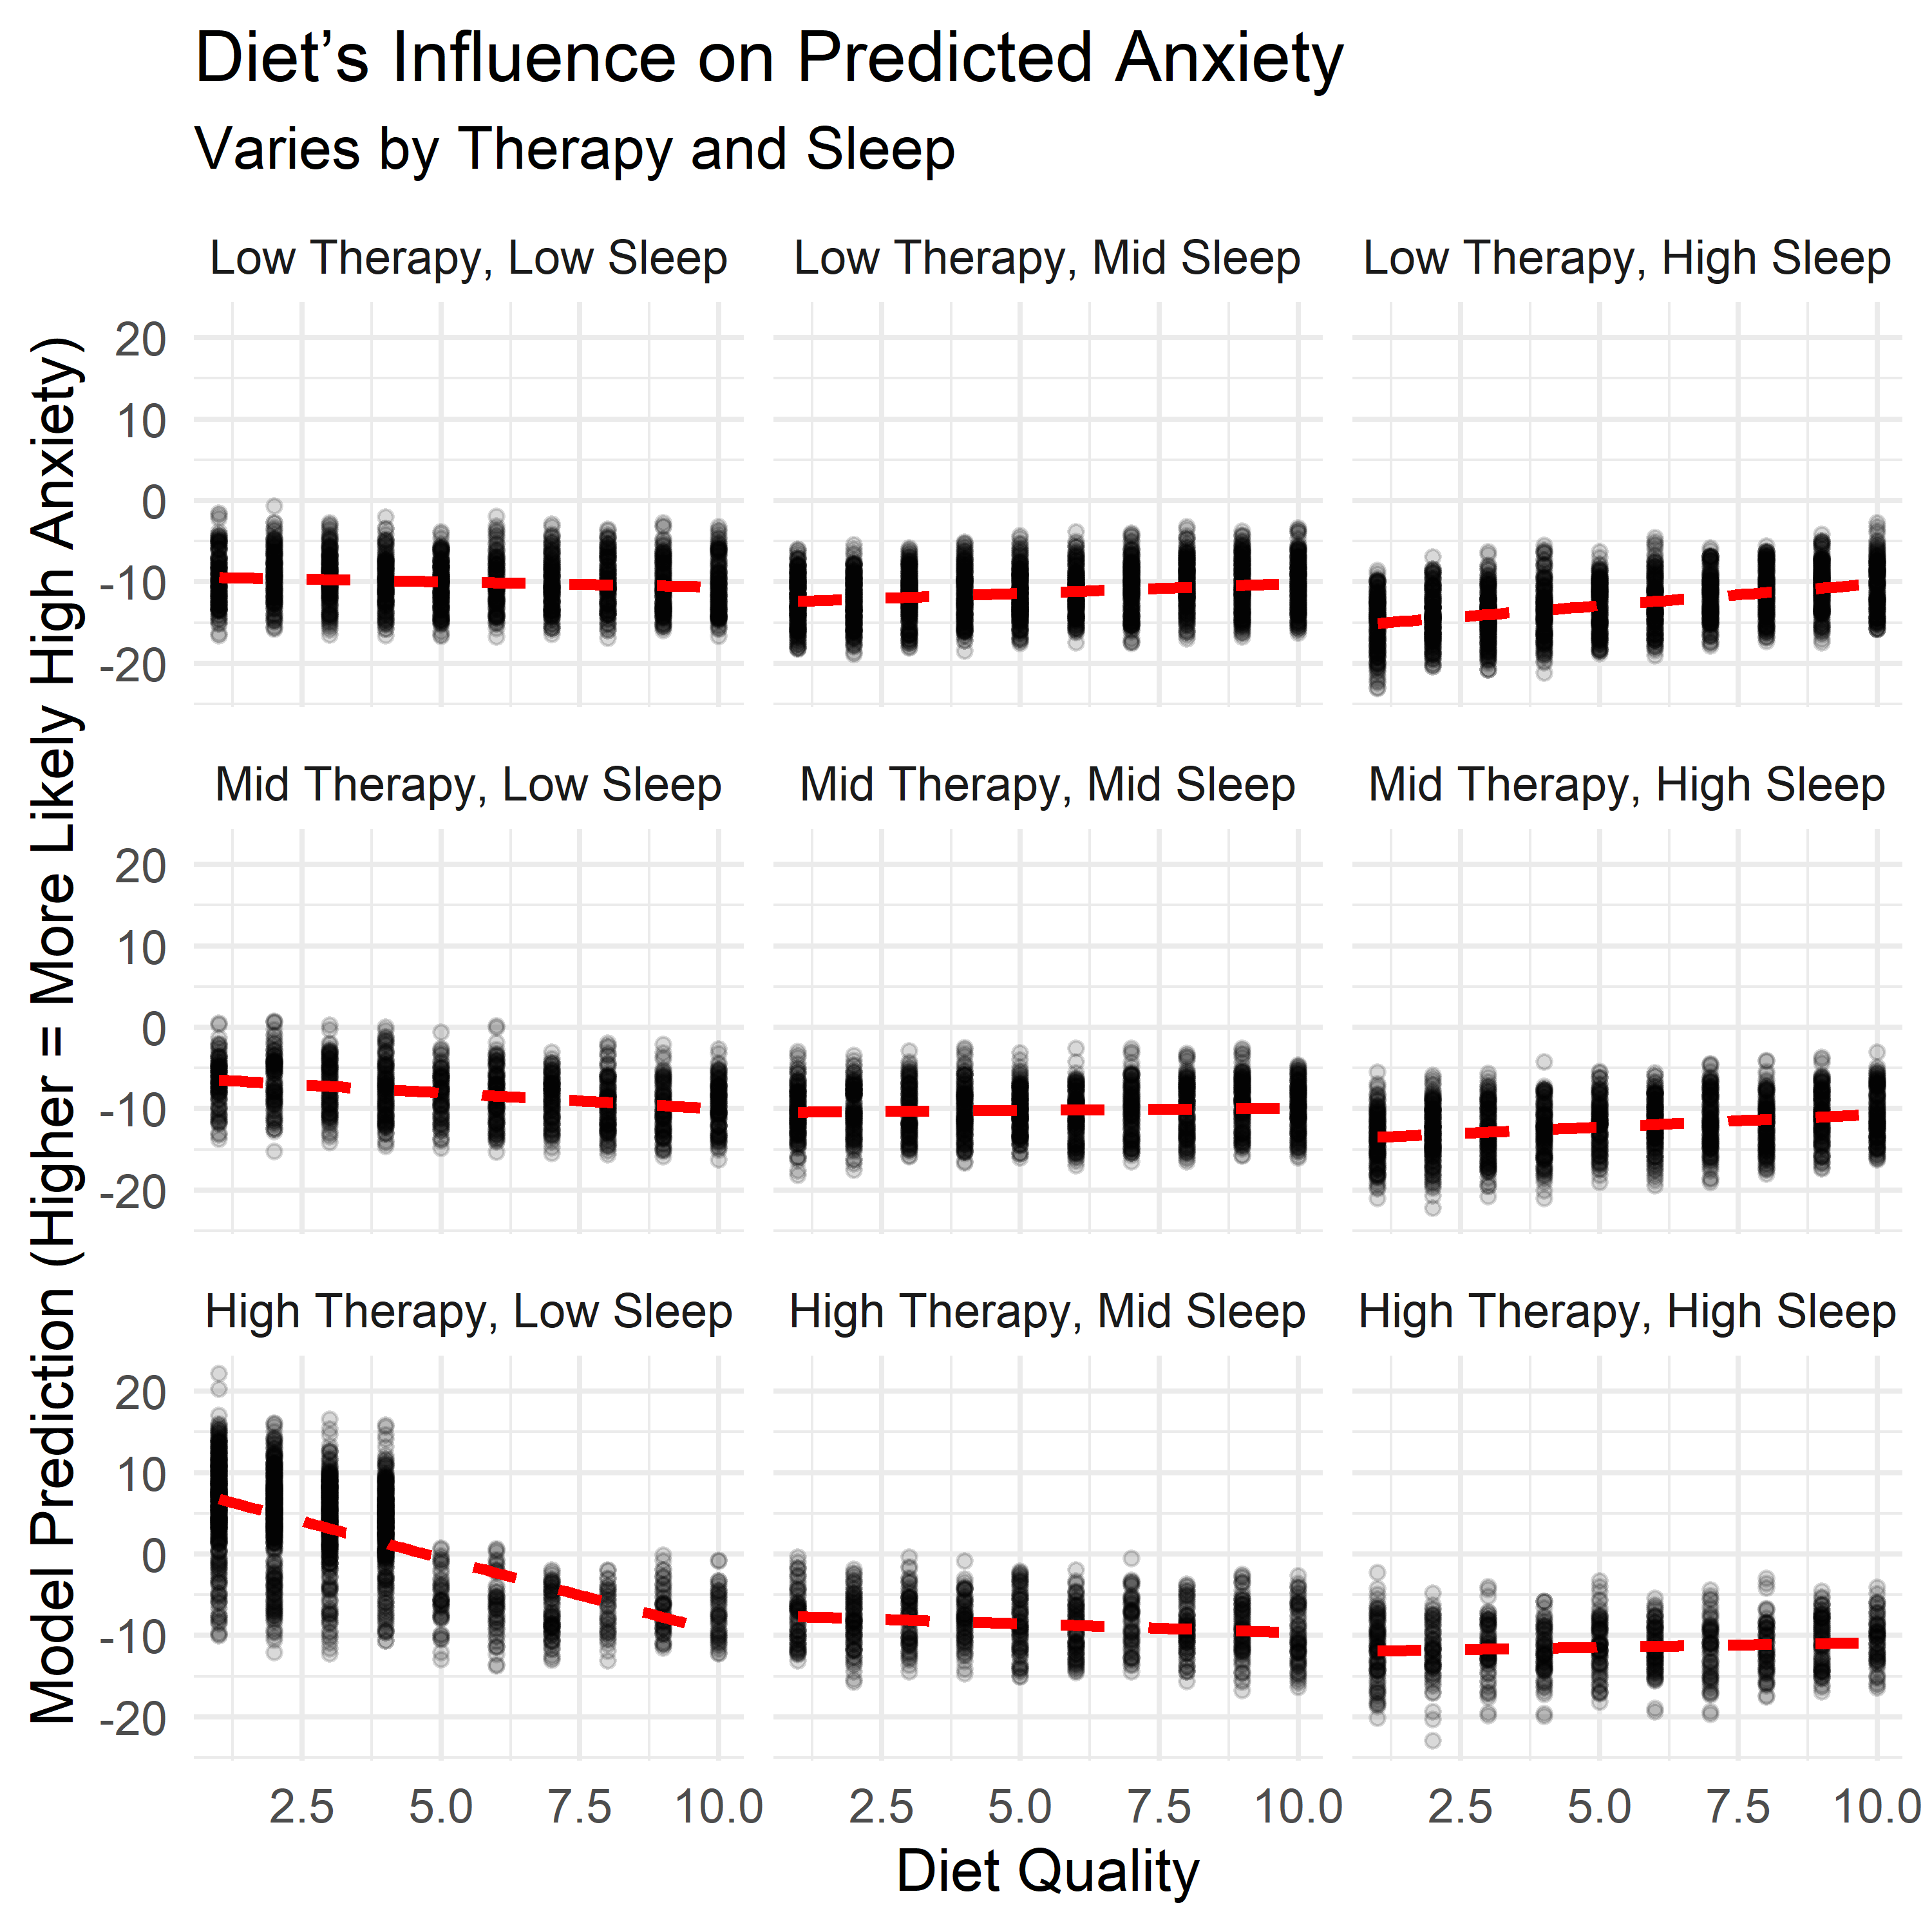 Diet’s Influence on Predicted Anxiety
Varies by Therapy and Sleep
Model Prediction (Higher = More Likely High Anxiety)
Low Therapy, Low Sleep
Low Therapy, Mid Sleep
Low Therapy, High Sleep
20
10
0
-10
-20
Mid Therapy, Low Sleep
Mid Therapy, Mid Sleep
Mid Therapy, High Sleep
20
10
0
-10
-20
High Therapy, Low Sleep
High Therapy, Mid Sleep
High Therapy, High Sleep
20
10
0
-10
-20
2.5 5.0 7.5 10.0
2.5 5.0 7.5 10.0
2.5 5.0 7.5 10.0
Diet Quality